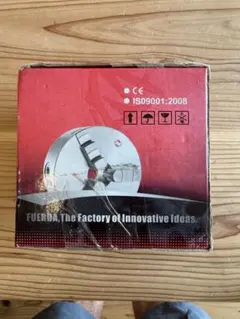 CE
ISO9001:2008
FUERDA,The Factory of Innovative Ideas.